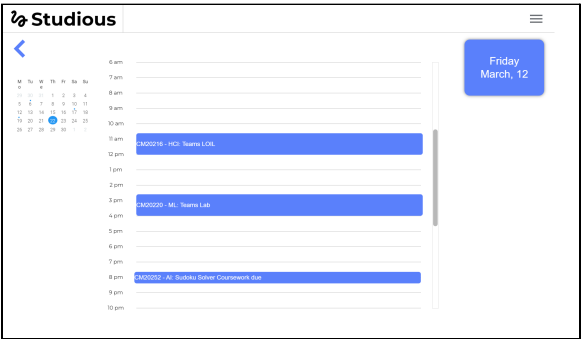 Studious
Friday
March, 12
M Tu W Th Fr Sa Su
o e
29 30 31 1 2 3 4
5 6 7 8 9 10 11
12 13 14 15 16 17 18
19 20 21 22 23 24 25
26 27 28 29 30 1 2
6 am
7 am
8 am
9 am
10 am
11 am
CM20216 - HCI: Teams LOIL
12 pm
1 pm
2 pm
3 pm
CM20220 - ML: Teams Lab
4 pm
5 pm
6 pm
7 pm
8 pm CM20252 - AI: Sudoku Solver Coursework due
9 pm
10 pm